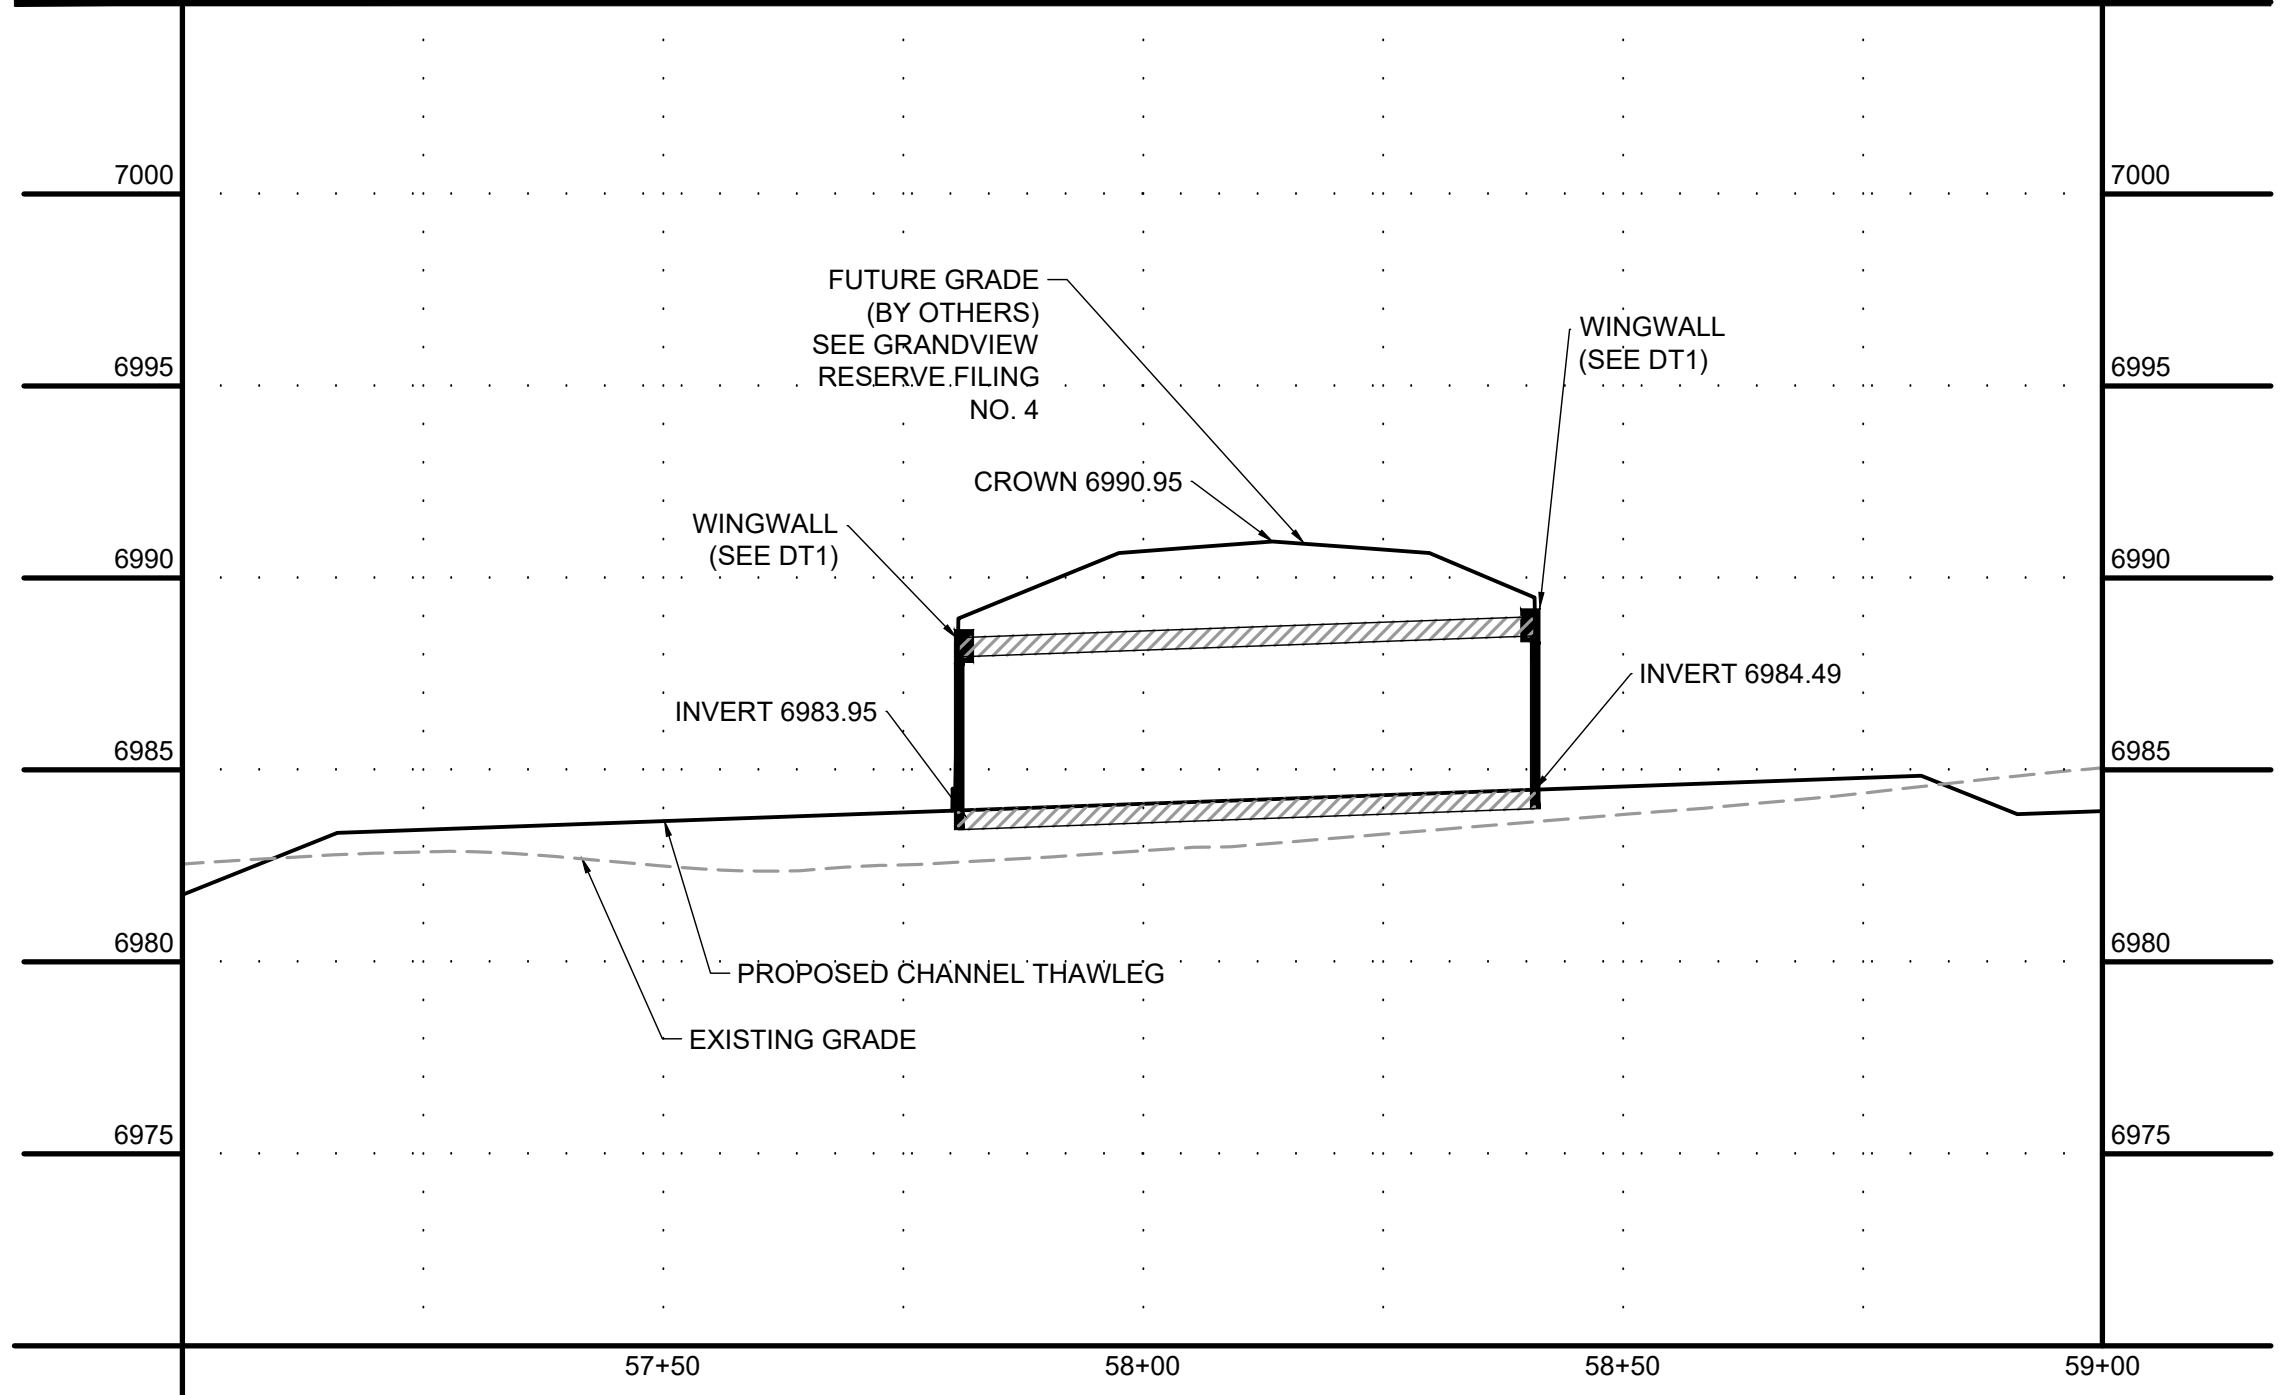 7000
7000
FUTURE GRADE
(BY OTHERS)
SEE GRANDVIEW
RESERVE FILING
NO. 4
WINGWALL
(SEE DT1)
6995
6995
CROWN 6990.95
WINGWALL
(SEE DT1)
6990
6990
INVERT 6984.49
INVERT 6983.95
6985
6985
6980
6980
PROPOSED CHANNEL THAWLEG
EXISTING GRADE
6975
6975
57+50
58+00
58+50
59+00